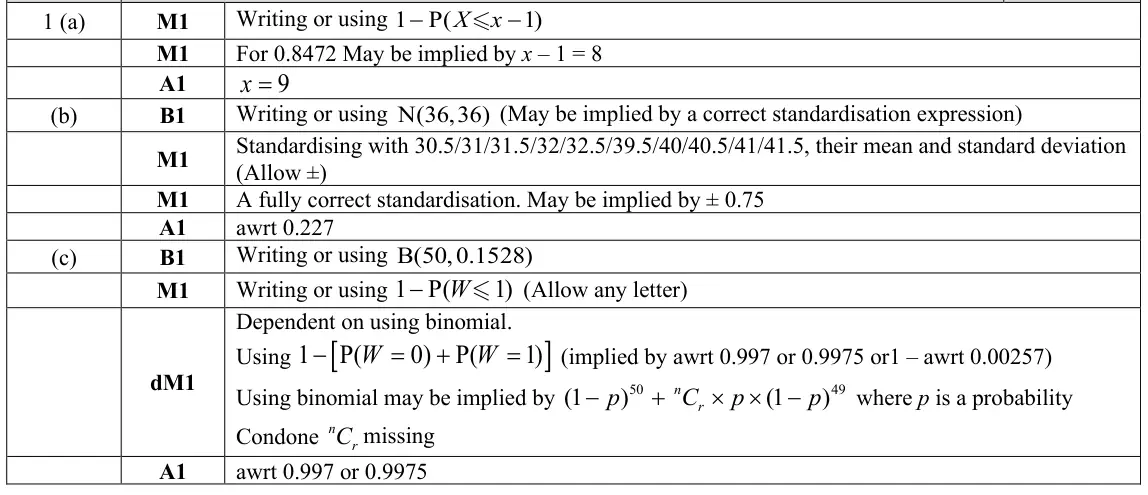 1 (a) M1 Writing or using 1 – P( X ⩽ x – 1)
M1 For 0.8472 May be implied by x – 1 = 8
A1 x = 9
(b) B1 Writing or using N(36,36) (May be implied by a correct standardisation expression)
M1 Standardising with 30.5/31/31.5/32/32.5/39.5/40/40.5/41/41.5, their mean and standard deviation
(Allow ±)
M1 A fully correct standardisation. May be implied by ± 0.75
A1 awrt 0.227
(c) B1 Writing or using B(50, 0.1528)
M1 Writing or using 1 – P(W ⩽ 1) (Allow any letter)
dM1 Dependent on using binomial.
Using 1 – [P(W = 0) + P(W = 1)] (implied by awrt 0.997 or 0.9975 or1 – awrt 0.00257)
Using binomial may be implied by (1 – p)⁵⁰ + ⁿCᵣ × p × (1 – p)⁴⁹ where p is a probability
Condone ⁿCᵣ missing
A1 awrt 0.997 or 0.9975